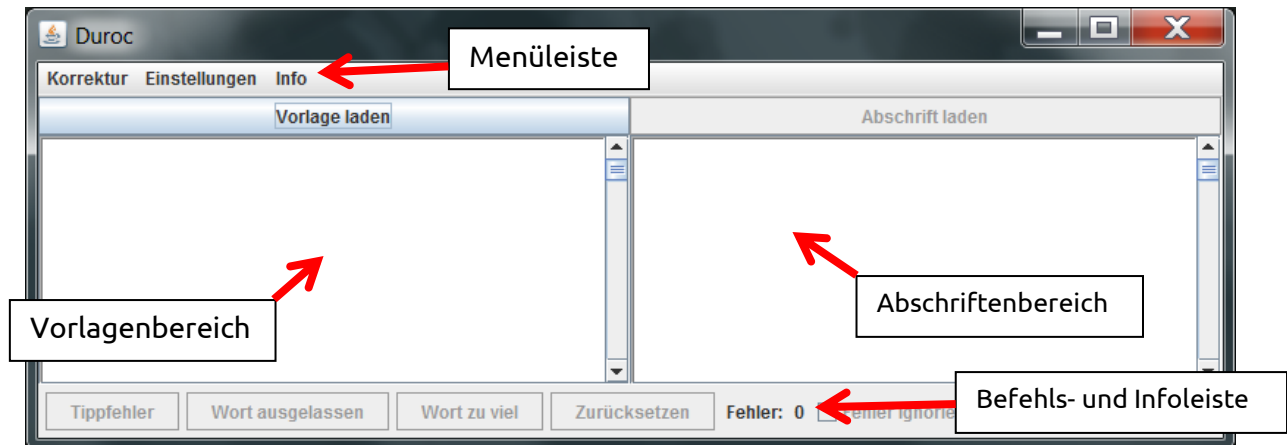 Duroc
Menüleiste
Korrektur Einstellungen Info
Vorlage laden Abschrift laden
Abschriftenbereich
Vorlagenbereich
Befehls- und Infoleiste
Tippfehler Wort ausgelassen Wort zu viel Zurücksetzen Fehler: 0